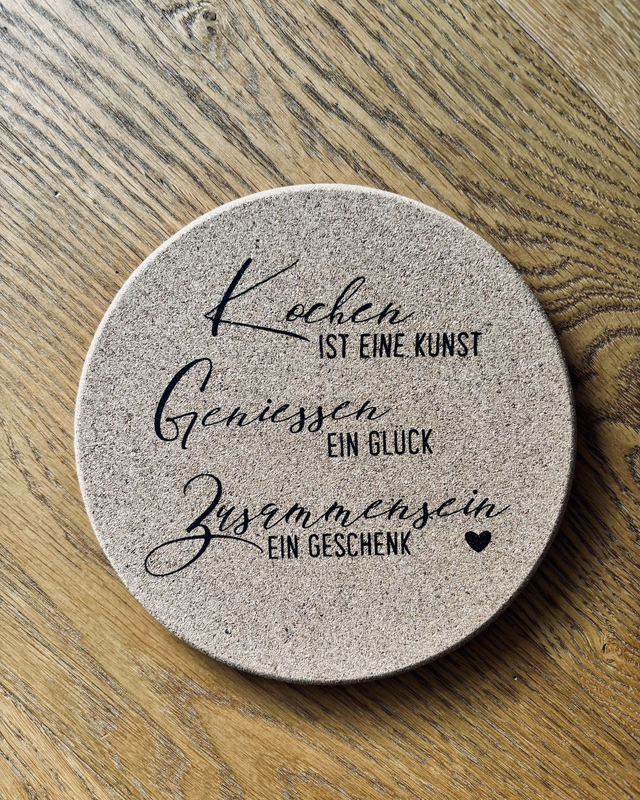 Kochen
IST EINE KUNST
Geniessen
EIN GLÜCK
Zusammensein
EIN GESCHENK